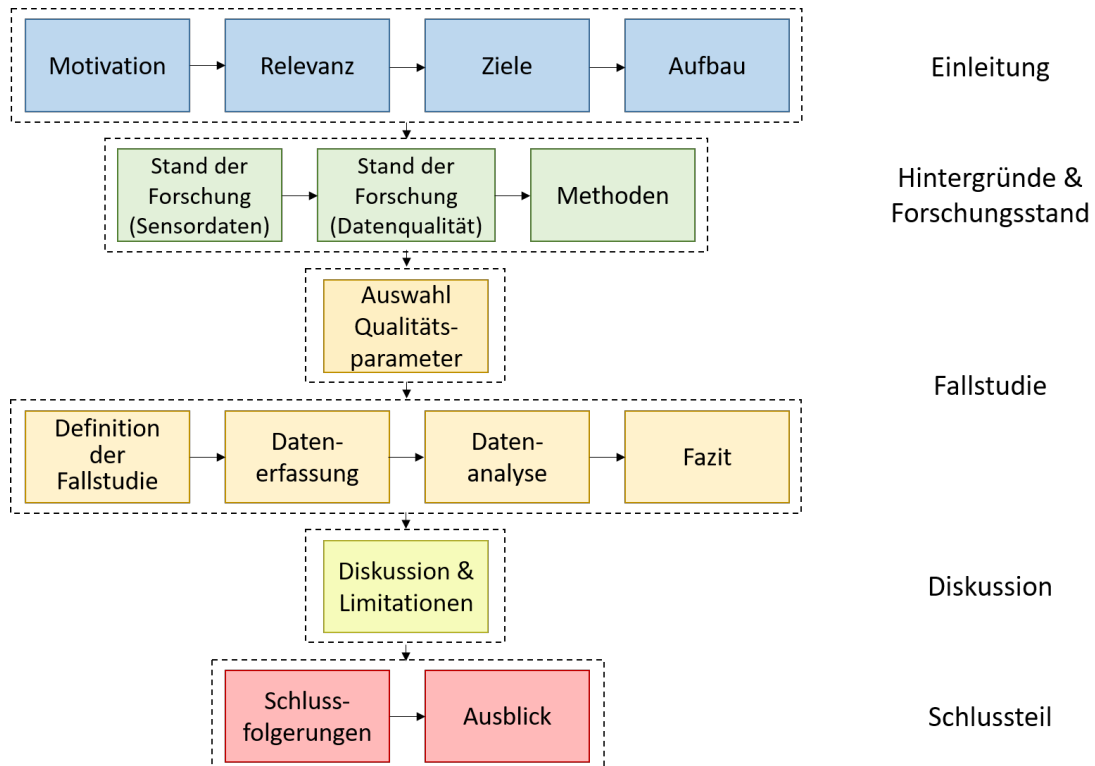 Motivation
Relevanz
Ziele
Aufbau
Einleitung
Stand der
Forschung
(Sensordaten)
Stand der
Forschung
(Datenqualität)
Methoden
Hintergründe &
Forschungsstand
Auswahl
Qualitäts-
parameter
Fallstudie
Definition
der
Fallstudie
Daten-
erfassung
Daten-
analyse
Fazit
Diskussion &
Limitationen
Diskussion
Schluss-
folgerungen
Ausblick
Schlussteil